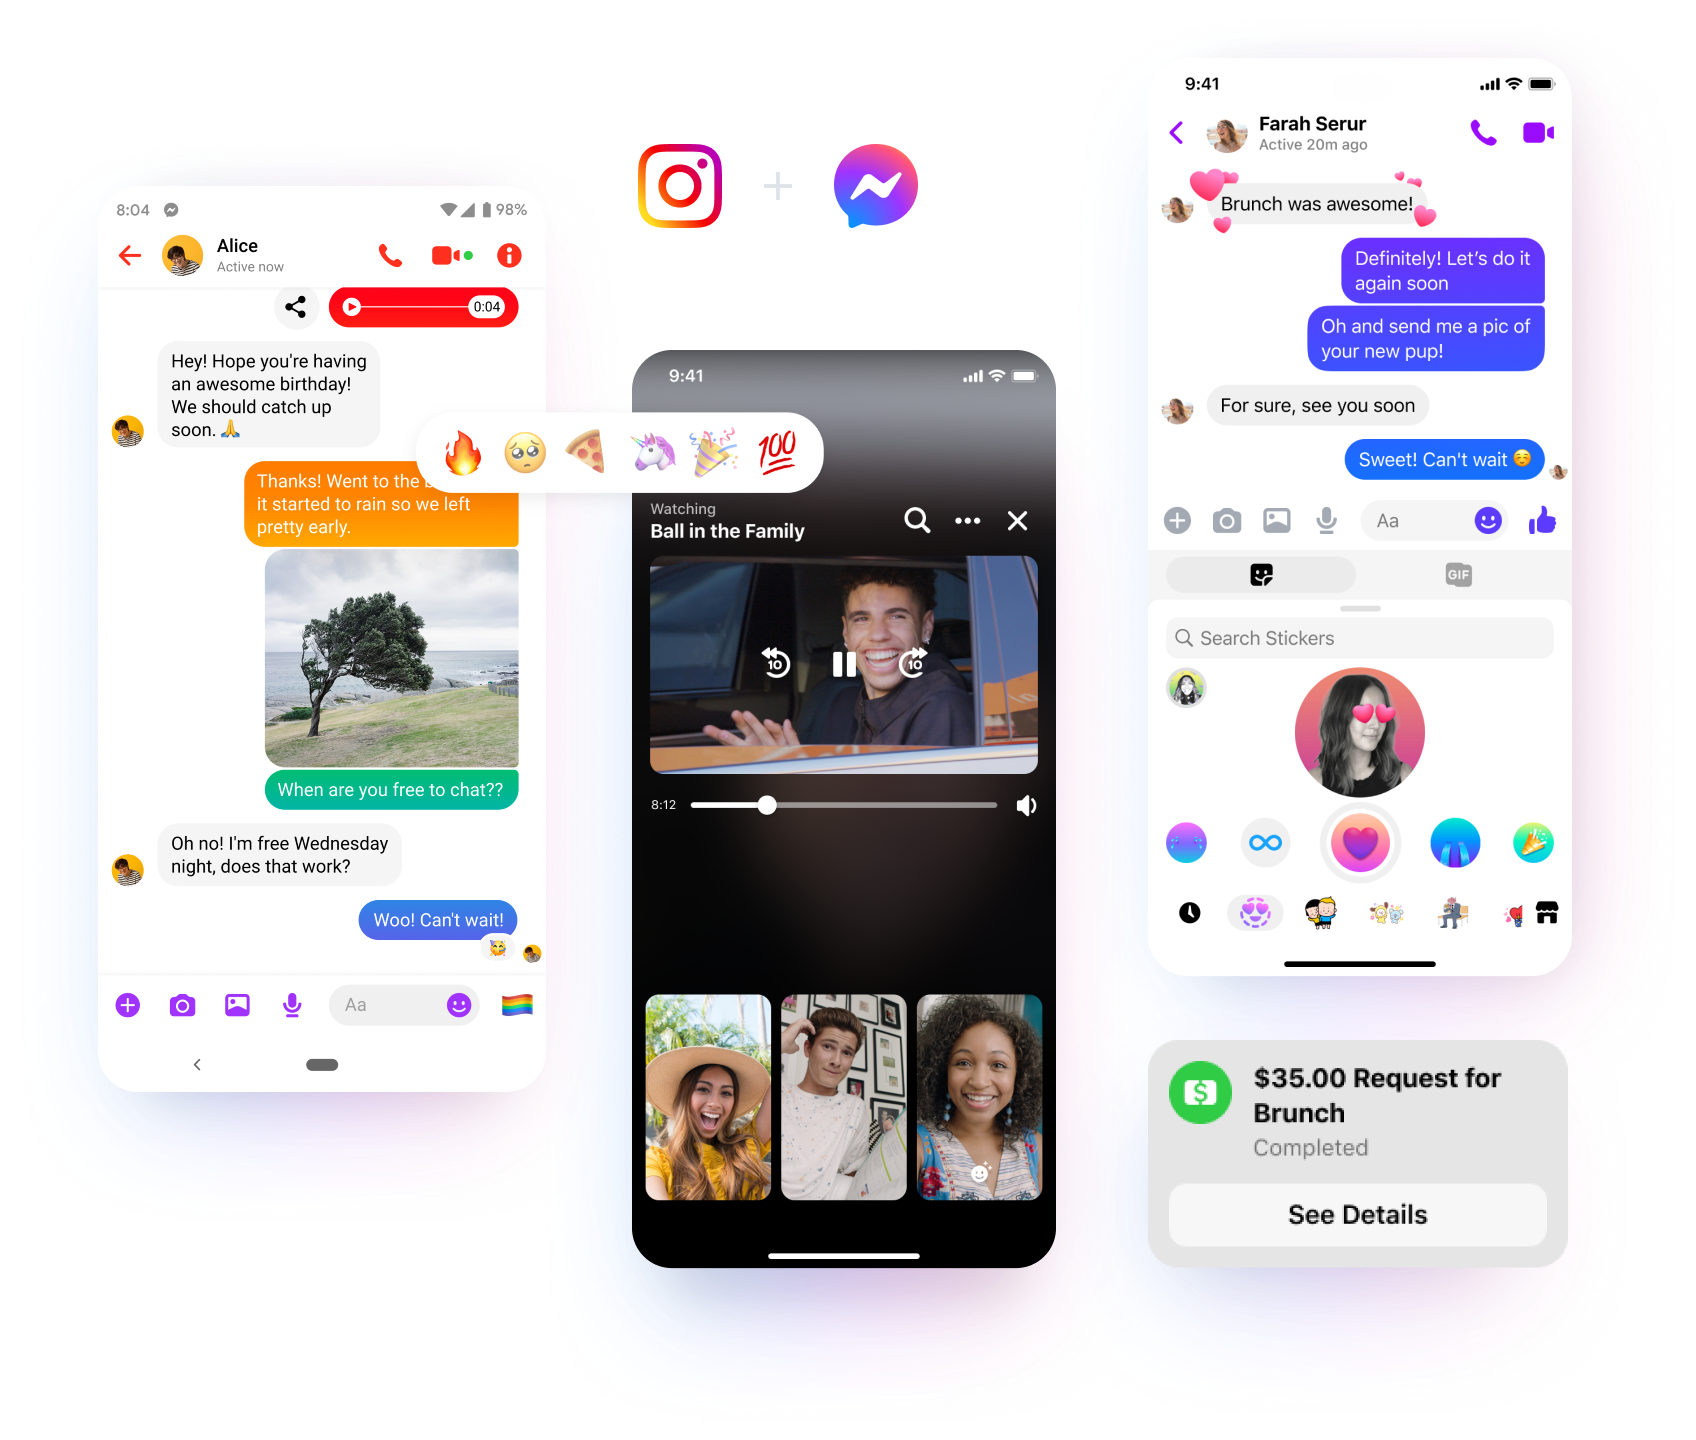 8:04
98%
Alice
Active now
0:04
Hey! Hope you're having
an awesome birthday!
We should catch up
soon. 🙏
Thanks! Went to the
it started to rain so we left
pretty early.
When are you free to chat??
Oh no! I'm free Wednesday
night, does that work?
Woo! Can't wait!
Aa
100
9:41
Watching
Ball in the Family
10
10
8:12
9:41
Farah Serur
Active 20m ago
Brunch was awesome!
Definitely! Let's do it
again soon
Oh and send me a pic of
your new pup!
For sure, see you soon
Sweet! Can't wait ☺️
Aa
GIF
Search Stickers
$
$35.00 Request for
Brunch
Completed
See Details